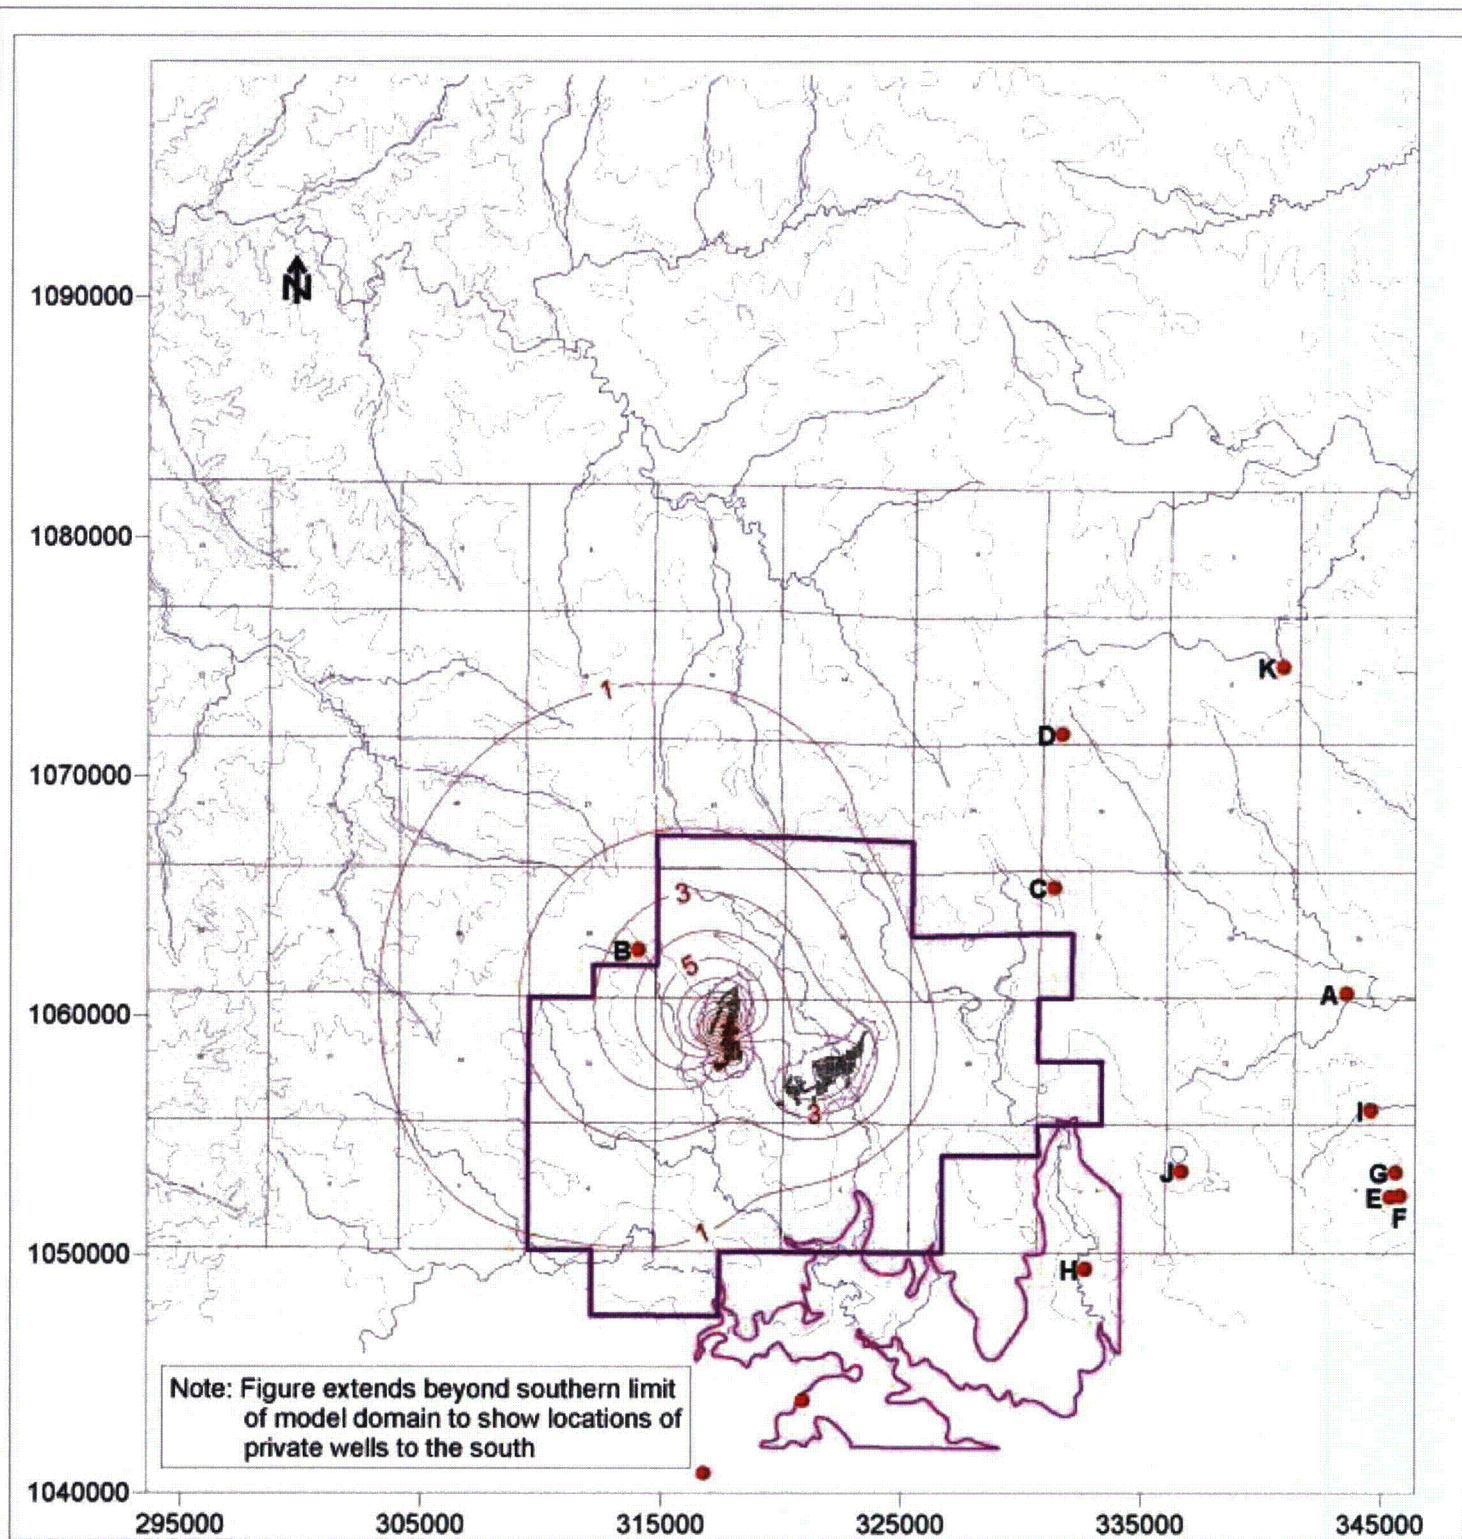 N
1090000
1080000
K
1
D
1070000
C
3
B
5
A
1060000
3
I
J
G
E
F
1
1050000
H
Note: Figure extends beyond southern limit
of model domain to show locations of
private wells to the south
1040000
295000 305000 315000 325000 335000 345000